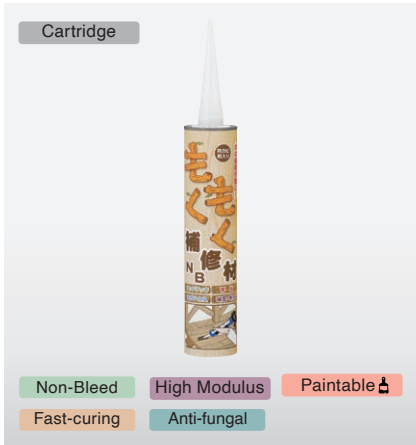 Cartridge
もくもく
補修材
NB
Non-Bleed
High Modulus
Paintable
Fast-curing
Anti-fungal